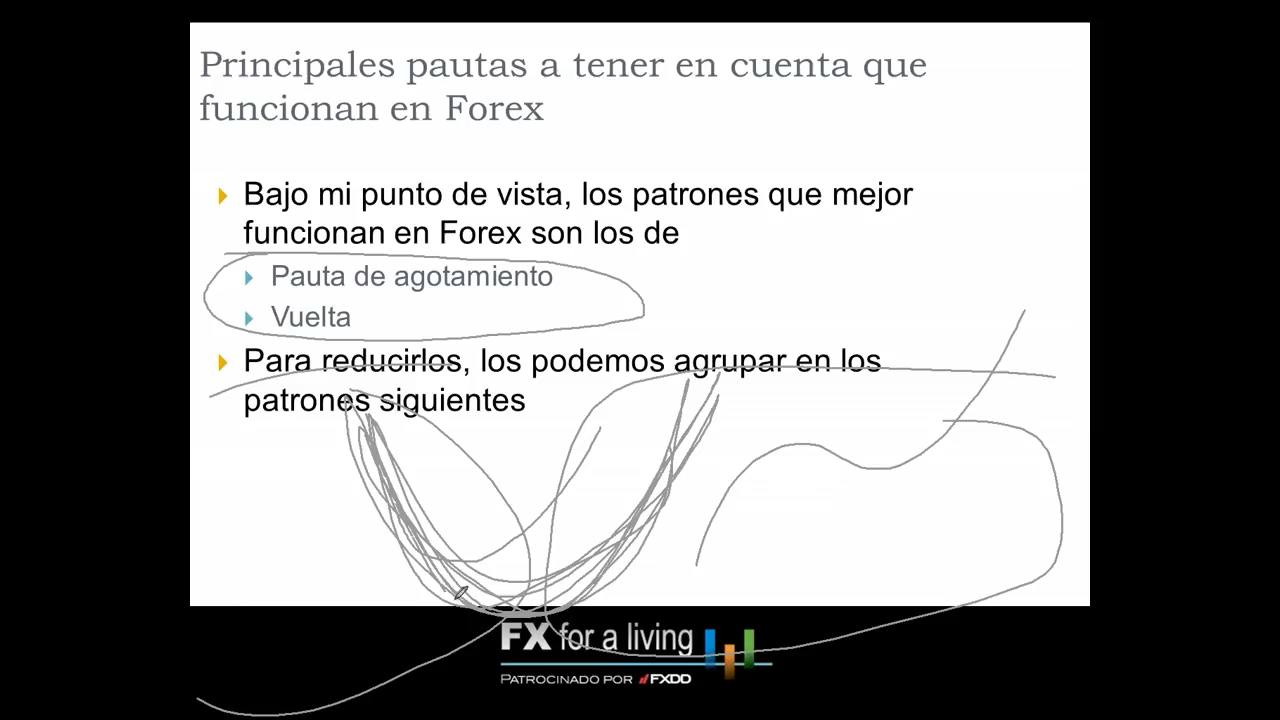 Principales pautas a tener en cuenta que
funcionan en Forex
Bajo mi punto de vista, los patrones que mejor
funcionan en Forex son los de
Pauta de agotamiento
Vuelta
Para reducirlos, los podemos agrupar en los
patrones siguientes
FX for a living
PATROCINADO POR FXDD